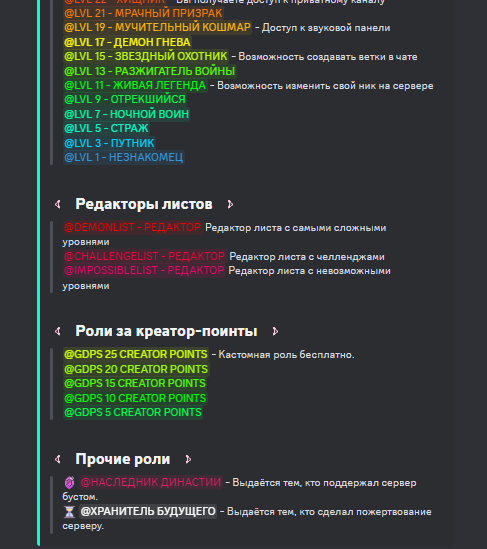 @LVL 22 - ХИЩНИК - Вы получаете доступ к приватному каналу
@LVL 21 - МРАЧНЫЙ ПРИЗРАК
@LVL 19 - МУЧИТЕЛЬНЫЙ КОШМАР - Доступ к звуковой панели
@LVL 17 - ДЕМОН ГНЕВА
@LVL 15 - ЗВЕЗДНЫЙ ОХОТНИК - Возможность создавать ветки в чате
@LVL 13 - РАЗЖИГАТЕЛЬ ВОЙНЫ
@LVL 11 - ЖИВАЯ ЛЕГЕНДА - Возможность изменить свой ник на сервере
@LVL 9 - ОТРЕКШИЙСЯ
@LVL 7 - НОЧНОЙ ВОИН
@LVL 5 - СТРАЖ
@LVL 3 - ПУТНИК
@LVL 1 - НЕЗНАКОМЕЦ
Редакторы листов
@DEMONLIST - РЕДАКТОР Редактор листа с самыми сложными
уровнями
@CHALLENGELIST - РЕДАКТОР Редактор листа с челленджами
@IMPOSSIBLELIST - РЕДАКТОР Редактор листа с невозможными
уровнями
Роли за креатор-поинты
@GDPS 25 CREATOR POINTS - Кастомная роль бесплатно.
@GDPS 20 CREATOR POINTS
@GDPS 15 CREATOR POINTS
@GDPS 10 CREATOR POINTS
@GDPS 5 CREATOR POINTS
Прочие роли
@НАСЛЕДНИК ДИНАСТИИ - Выдаётся тем, кто поддержал сервер
бустом.
@ХРАНИТЕЛЬ БУДУЩЕГО - Выдаётся тем, кто сделал пожертвование
серверу.